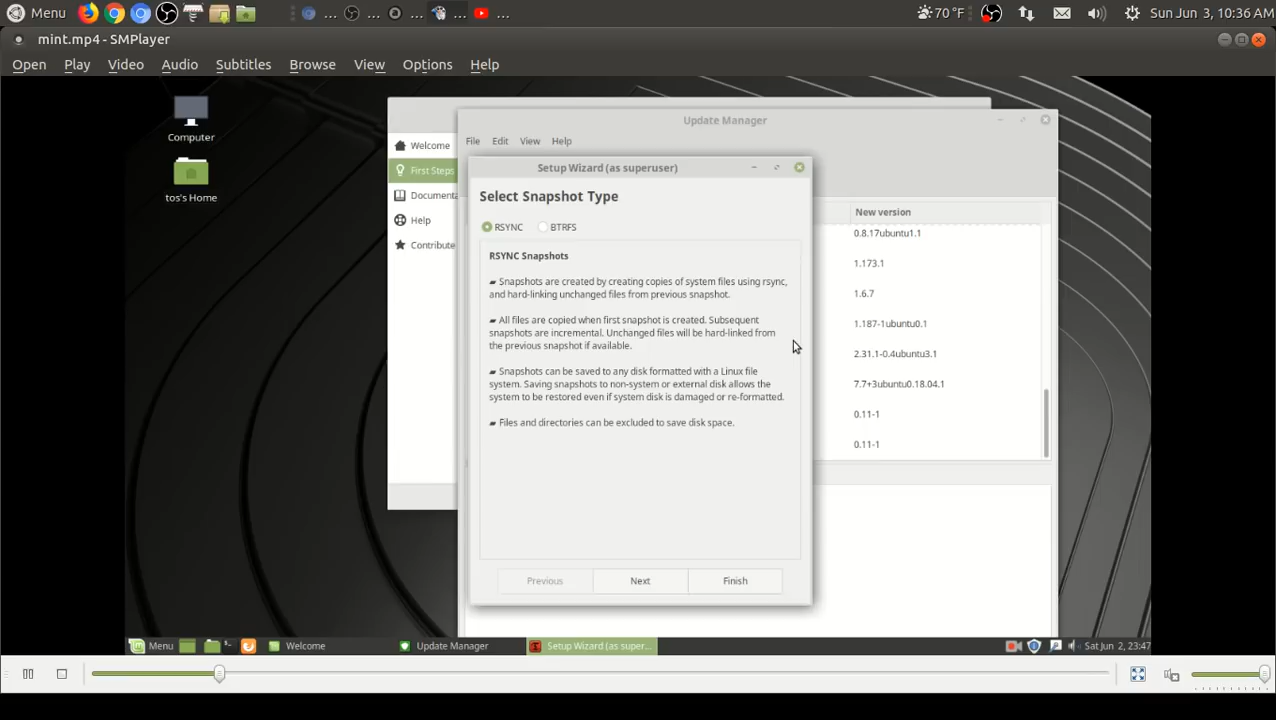 Menu
...
...
...
...
...
70 °F
Sun Jun 3, 10:36 AM
mint.mp4 - SMPlayer
Open Play Video Audio Subtitles Browse View Options Help
Computer
tos's Home
Welcome
First Steps
Documenta
Help
Contribute
Update Manager
File Edit View Help
New version
0.8.17ubuntu1.1
1.173.1
1.6.7
1.187-1ubuntu0.1
2.31.1-0.4ubuntu3.1
7.7+3ubuntu0.18.04.1
0.11-1
0.11-1
Setup Wizard (as superuser)
Select Snapshot Type
RSYNC BTRFS
RSYNC Snapshots
Snapshots are created by creating copies of system files using rsync,
and hard-linking unchanged files from previous snapshot.
All files are copied when first snapshot is created. Subsequent
snapshots are incremental. Unchanged files will be hard-linked from
the previous snapshot if available.
Snapshots can be saved to any disk formatted with a Linux file
system. Saving snapshots to non-system or external disk allows the
system to be restored even if system disk is damaged or re-formatted.
Files and directories can be excluded to save disk space.
Previous Next Finish
Menu Welcome Update Manager Setup Wizard (as super... Sat Jun 2, 23:47